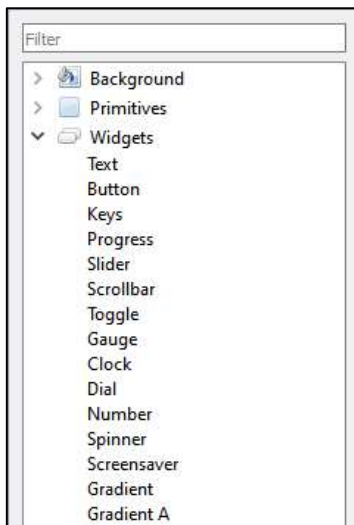 Filter
Background
Primitives
Widgets
Text
Button
Keys
Progress
Slider
Scrollbar
Toggle
Gauge
Clock
Dial
Number
Spinner
Screensaver
Gradient
Gradient A